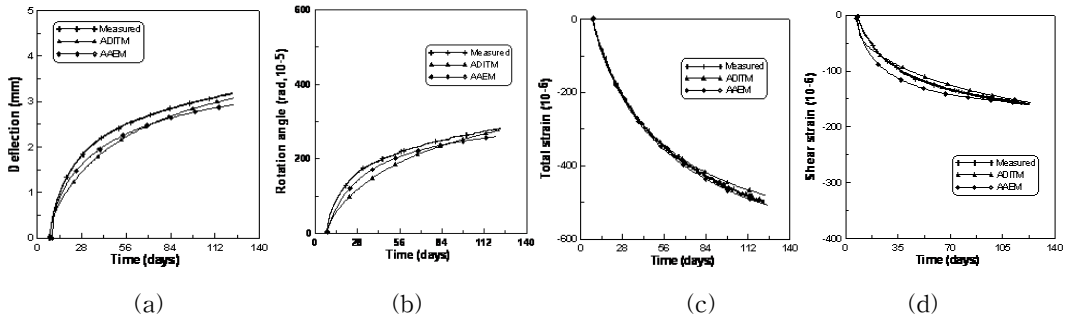 Deflection (mm)
5
4
3
2
1
0
Measured
ADITM
AAEM
0 28 56 84 112 140
Time (days)
(a)
Rotation angle (rad, 10-5)
600
400
200
0
Measured
ADITM
AAEM
0 28 56 84 112 140
Time (days)
(b)
Total strain (10-6)
0
-200
-400
-600
Measured
ADITM
AAEM
0 28 56 84 112 140
Time (days)
(c)
Shear strain (10-6)
0
-100
-200
-300
-400
Measured
ADITM
AAEM
0 35 70 105 140
Time (days)
(d)